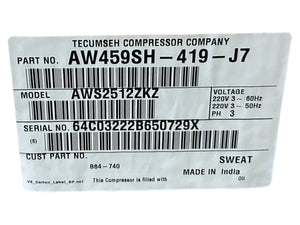 TECUMSEH COMPRESSOR COMPANY
PART NO. AW459SH-419-J7
MODEL AWS2512ZKZ
VOLTAGE
220V 3~ 60Hz
220V 3~ 50Hz
PH 3
SERIAL NO. 64C03222B650729X
(S)
CUST PART NO. SWEAT
B64-740 MADE IN India
This Compressor is filled with Oil